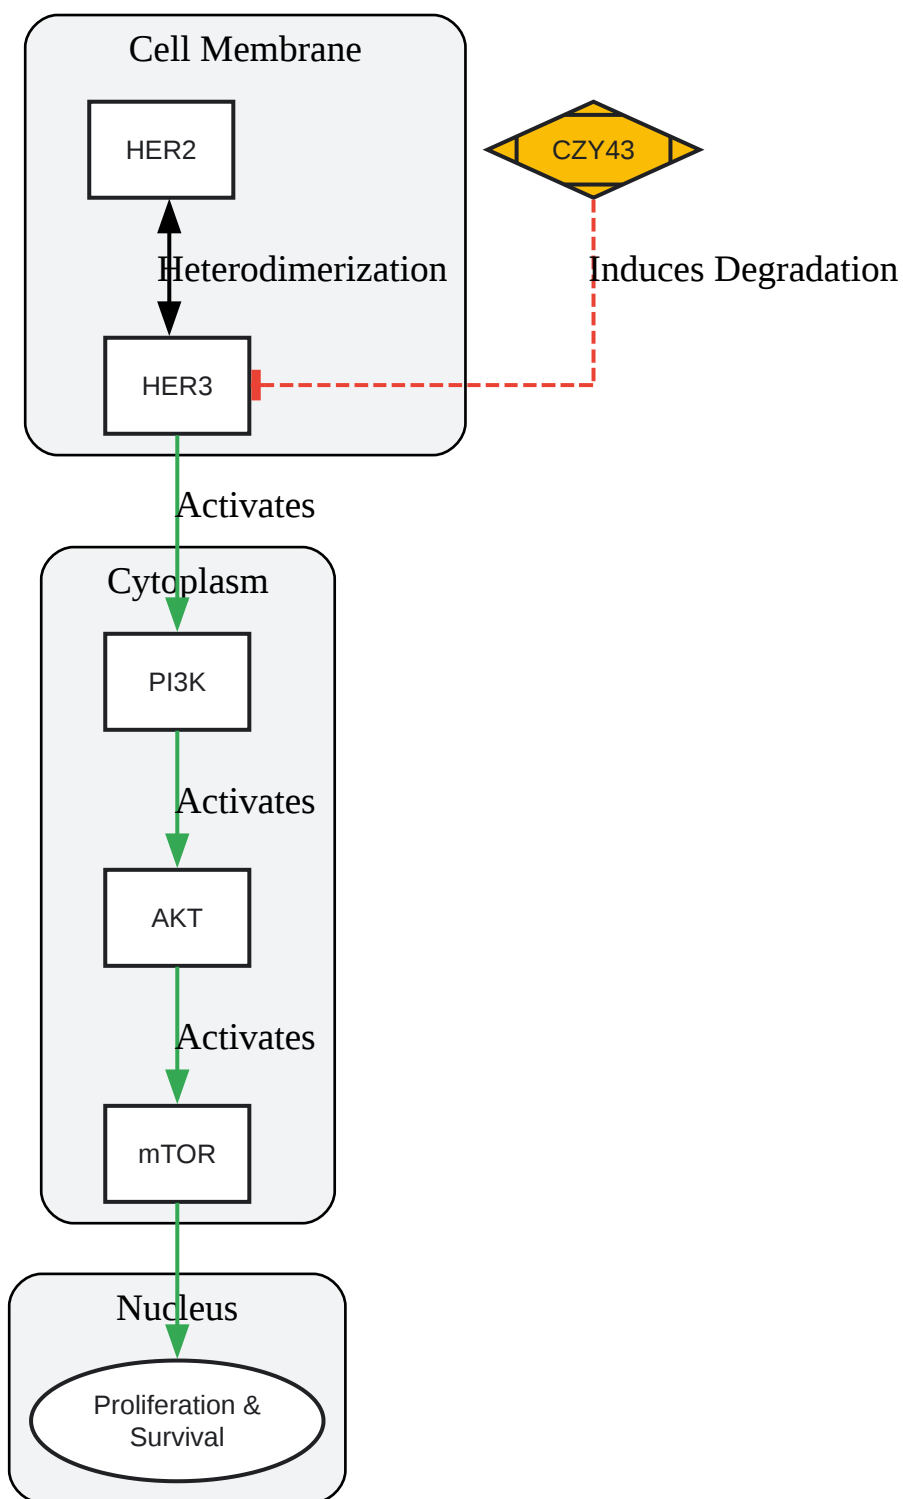 Cell Membrane
HER2
CZY43
Heterodimerization
Induces Degradation
HER3
Activates
Cytoplasm
PI3K
Activates
AKT
Activates
mTOR
Nucleus
Proliferation &
Survival